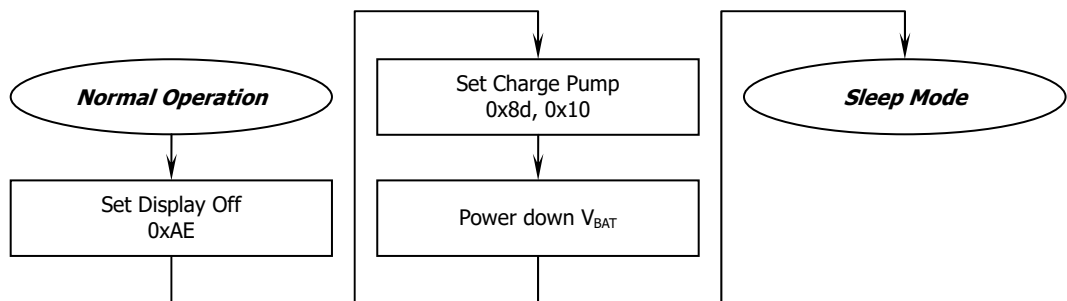 Normal Operation
Set Display Off
0xAE
Set Charge Pump
0x8d, 0x10
Power down VBAT
Sleep Mode